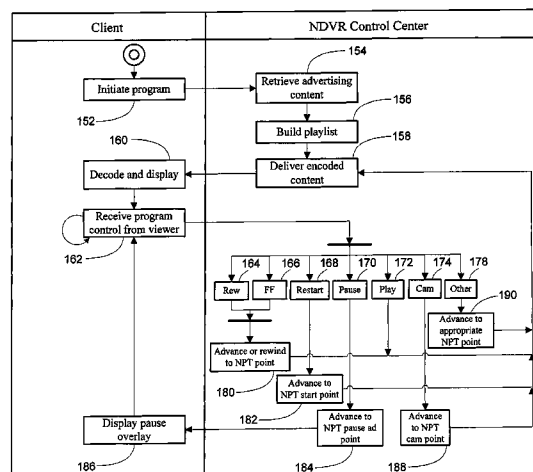 Client
NDVR Control Center
154
Initiate program
Retrieve advertising
content
152
156
Build playlist
158
160
Decode and display
Deliver encoded
content
Receive program
control from viewer
162
164
166
168
170
172
174
178
Rew
FF
Restart
Pause
Play
Cam
Other
190
Advance to
appropriate NPT point
Advance or rewind
to NPT point
180
Advance to
NPT start point
182
Display pause
overlay
Advance to
NPT pause ad
point
Advance to
NPT cam point
186
184
188